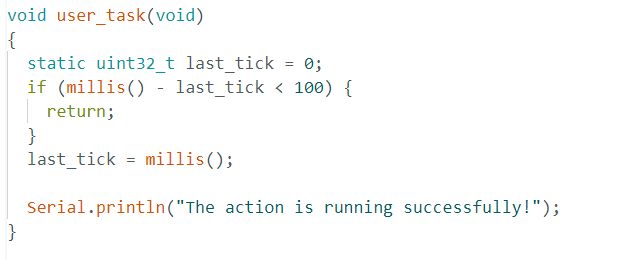 void user_task(void)
{
  static uint32_t last_tick = 0;
  if (millis() - last_tick < 100) {
    return;
  }
  last_tick = millis();

  Serial.println("The action is running successfully!");
}